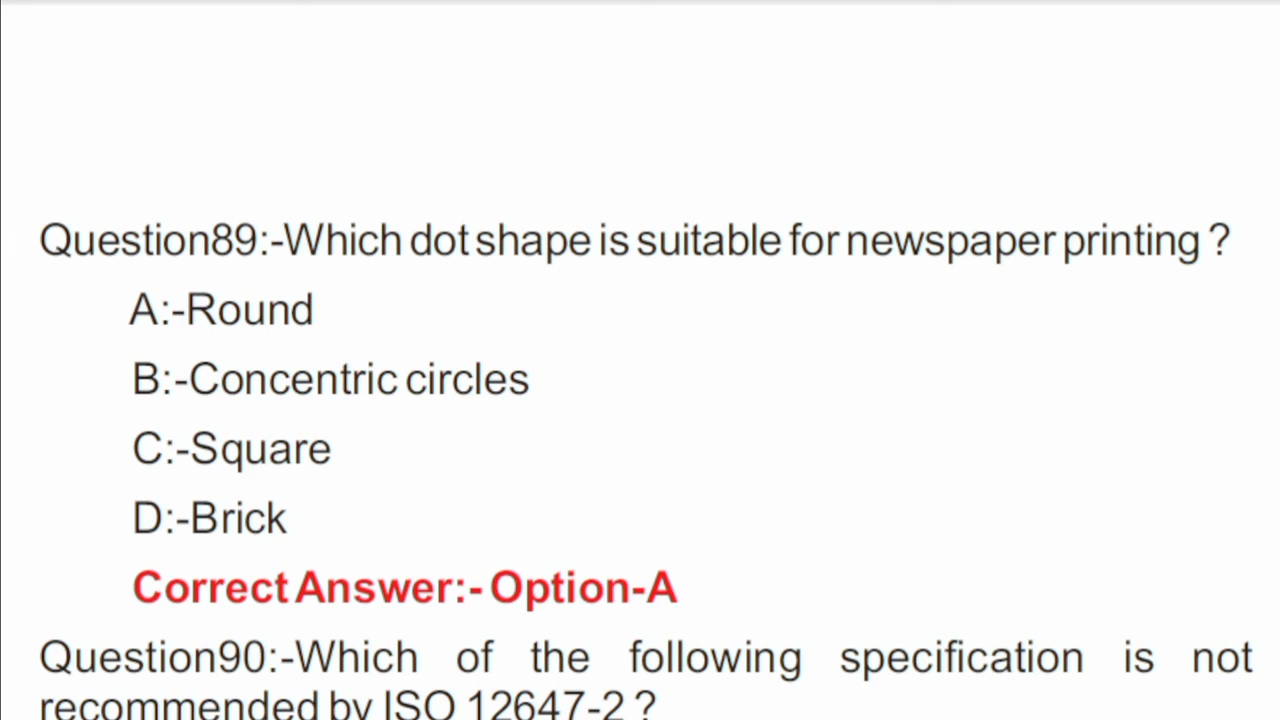 Question89:-Which dot shape is suitable for newspaper printing ?
A:-Round
B:-Concentric circles
C:-Square
D:-Brick
Correct Answer:- Option-A
Question90:-Which of the following specification is not
recommended by ISO 12647-2 ?